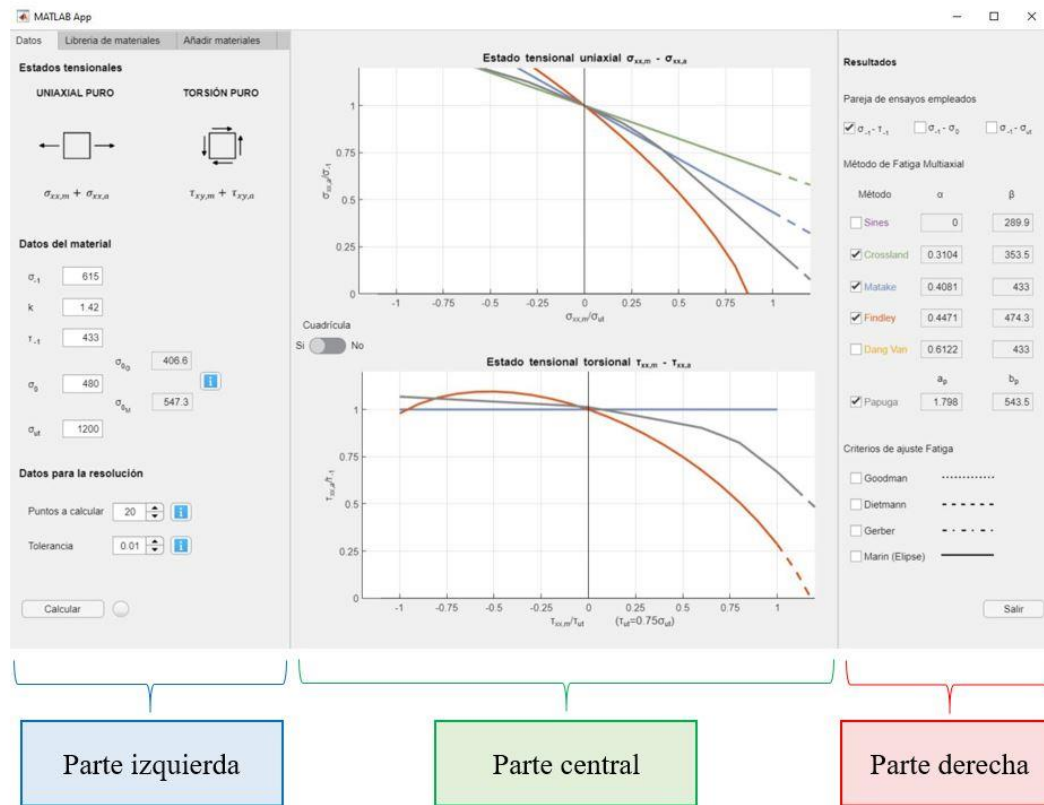 MATLAB App
Datos
Libreria de materiales
Añadir materiales
Estados tensionales
UNIAXIAL PURO
TORSIÓN PURO
σxx,m + σxx,a
τxy,m + τxy,a
Datos del material
σ-1 615
k 1.42
τ-1 433
σ0D 406.6
σ0 480
σ0M 547.3
σut 1200
Datos para la resolución
Puntos a calcular 20
Tolerancia 0.01
Calcular
Estado tensional uniaxial σxx,m - σxx,a
σxx,a/σ-1
1
0.75
0.5
0.25
0
-1 -0.75 -0.5 -0.25 0 0.25 0.5 0.75 1
σxx,m/σut
Cuadrícula
Si No
Estado tensional torsional τxx,m - τxx,a
τxx,a/τ-1
1
0.75
0.5
0.25
0
-1 -0.75 -0.5 -0.25 0 0.25 0.5 0.75 1
τxx,m/τut (τut=0.75σut)
Resultados
Pareja de ensayos empleados
σ-1 - τ-1 σ-1 - σ0 σ-1 - σut
Método de Fatiga Multiaxial
Método α β
Sines 0 289.9
Crossland 0.3104 353.5
Matake 0.4081 433
Findley 0.4471 474.3
Dang Van 0.6122 433
ap bp
Papuga 1.798 543.5
Criterios de ajuste Fatiga
Goodman
Dietmann
Gerber
Marin (Elipse)
Salir
Parte izquierda
Parte central
Parte derecha